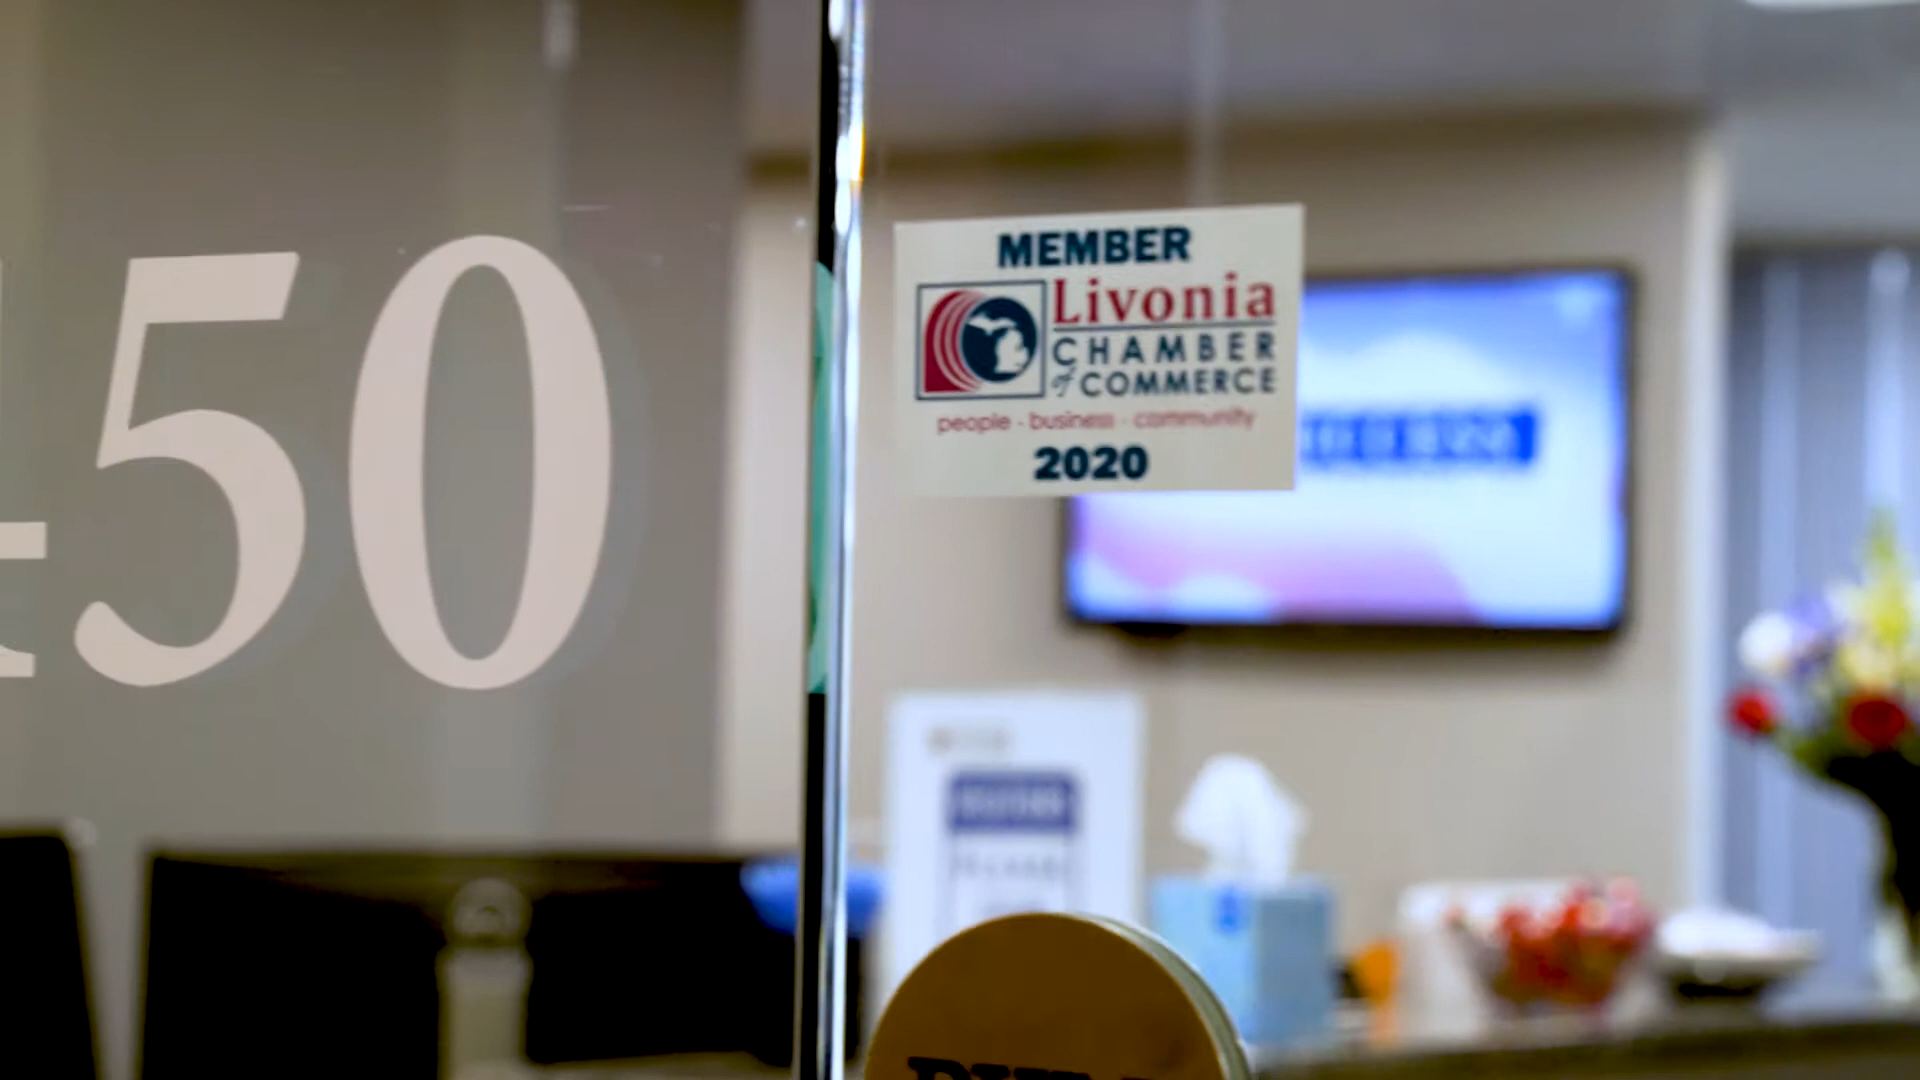 50
MEMBER
Livonia
CHAMBER
of COMMERCE
people · business · community
2020